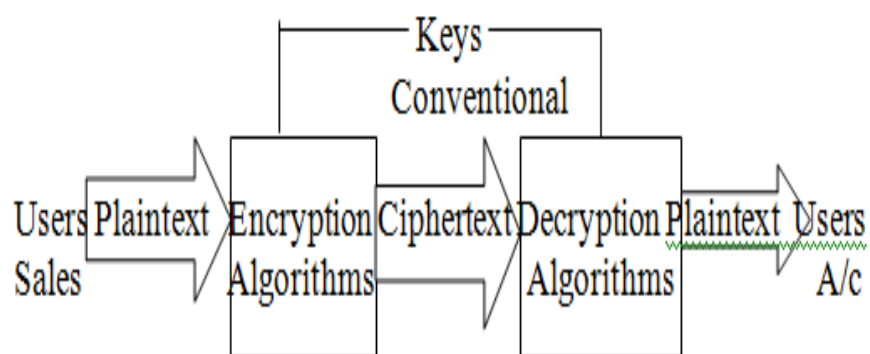 Keys
Conventional
Users Plaintext Encryption Ciphertext Decryption Plaintext Users
Sales Algorithms Algorithms A/c